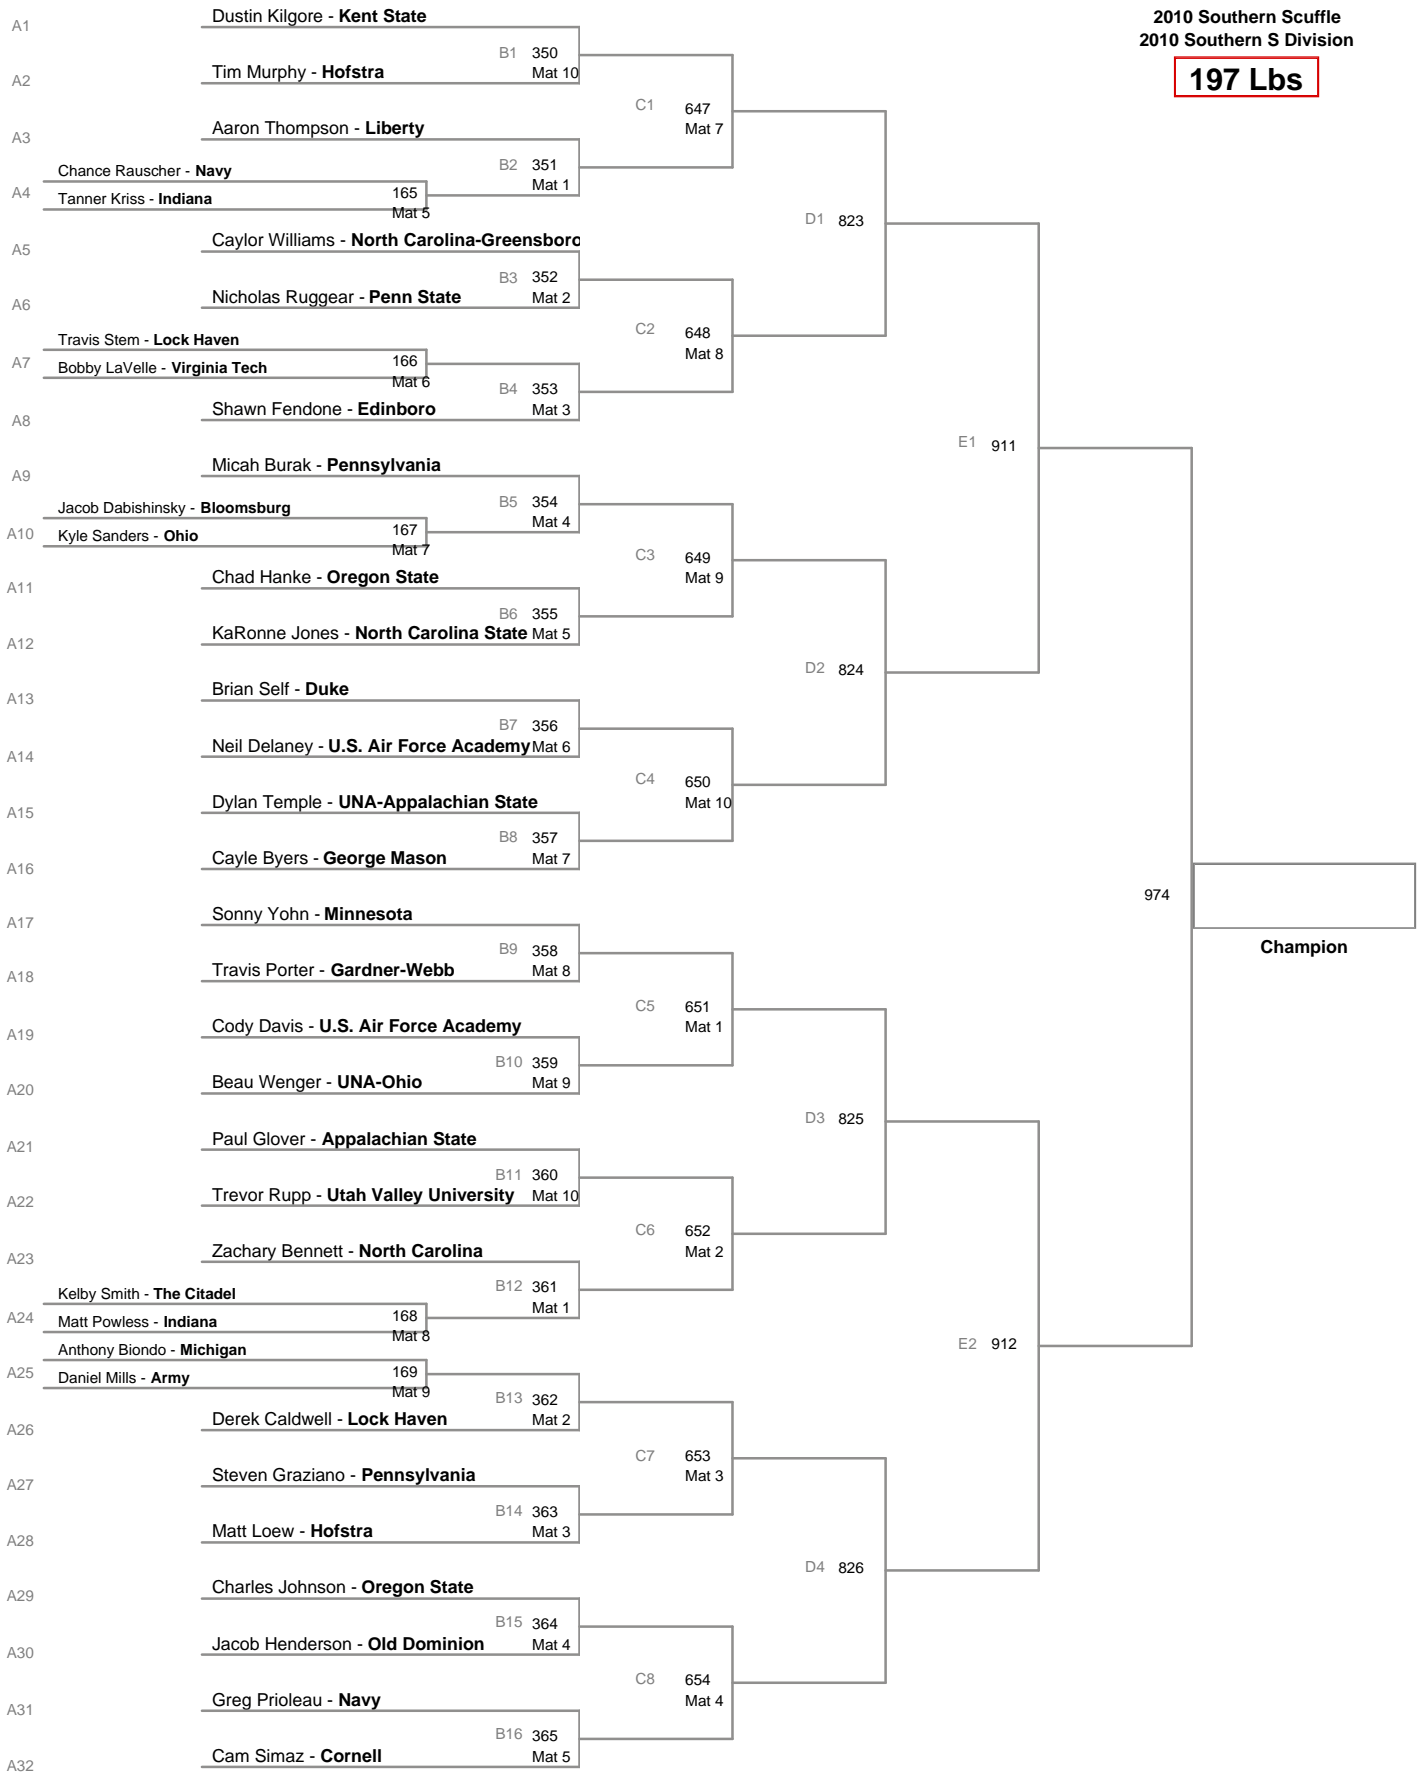 2010 Southern Scuffle
2010 Southern S Division
197 Lbs
A1
Dustin Kilgore - Kent State
B1 350
Mat 10
A2
Tim Murphy - Hofstra
C1 647
Mat 7
A3
Aaron Thompson - Liberty
B2 351
Mat 1
Chance Rauscher - Navy
A4
165
Mat 5
Tanner Kriss - Indiana
D1 823
A5
Caylor Williams - North Carolina-Greensboro
B3 352
Mat 2
A6
Nicholas Ruggear - Penn State
C2 648
Mat 8
Travis Stem - Lock Haven
A7
166
Mat 6
Bobby LaVelle - Virginia Tech
B4 353
Mat 3
A8
Shawn Fendone - Edinboro
E1 911
A9
Micah Burak - Pennsylvania
B5 354
Mat 4
Jacob Dabishinsky - Bloomsburg
A10
167
Mat 7
Kyle Sanders - Ohio
C3 649
Mat 9
A11
Chad Hanke - Oregon State
B6 355
Mat 5
A12
KaRonne Jones - North Carolina State
D2 824
A13
Brian Self - Duke
B7 356
Mat 6
A14
Neil Delaney - U.S. Air Force Academy
C4 650
Mat 10
A15
Dylan Temple - UNA-Appalachian State
B8 357
Mat 7
A16
Cayle Byers - George Mason
974
Champion
A17
Sonny Yohn - Minnesota
B9 358
Mat 8
A18
Travis Porter - Gardner-Webb
C5 651
Mat 1
A19
Cody Davis - U.S. Air Force Academy
B10 359
Mat 9
A20
Beau Wenger - UNA-Ohio
D3 825
A21
Paul Glover - Appalachian State
B11 360
Mat 10
A22
Trevor Rupp - Utah Valley University
C6 652
Mat 2
A23
Zachary Bennett - North Carolina
B12 361
Mat 1
Kelby Smith - The Citadel
A24
168
Mat 8
Matt Powless - Indiana
E2 912
Anthony Biondo - Michigan
A25
169
Mat 9
Daniel Mills - Army
B13 362
Mat 2
A26
Derek Caldwell - Lock Haven
C7 653
Mat 3
A27
Steven Graziano - Pennsylvania
B14 363
Mat 3
A28
Matt Loew - Hofstra
D4 826
A29
Charles Johnson - Oregon State
B15 364
Mat 4
A30
Jacob Henderson - Old Dominion
C8 654
Mat 4
A31
Greg Prioleau - Navy
B16 365
Mat 5
A32
Cam Simaz - Cornell